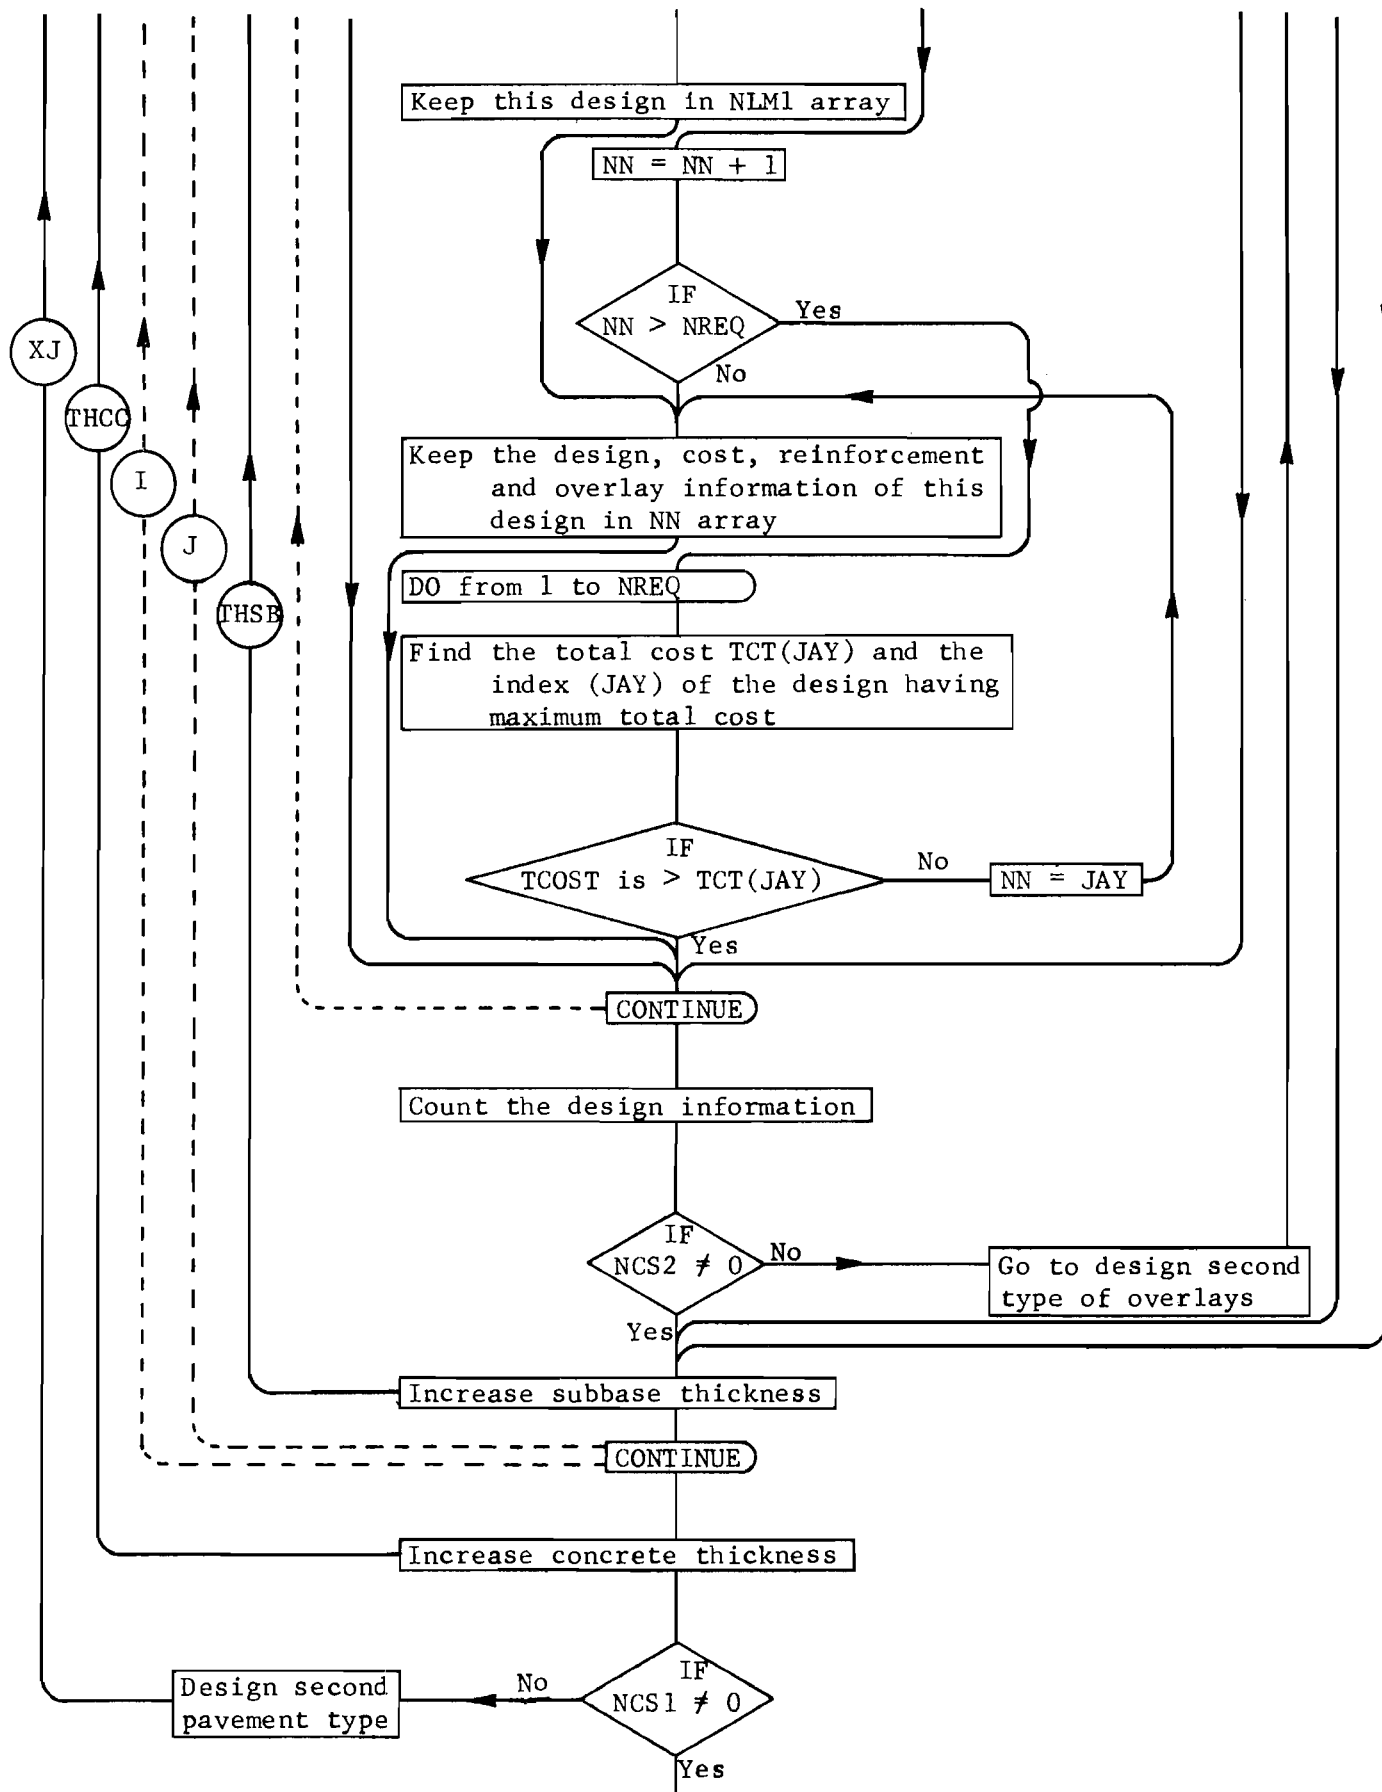 Keep this design in NLM1 array
NN = NN + 1
IF
NN > NREQ
Yes
No
XJ
THCC
I
J
THSB
Keep the design, cost, reinforcement
and overlay information of this
design in NN array
DO from 1 to NREQ
Find the total cost TCT(JAY) and the
index (JAY) of the design having
maximum total cost
IF
TCOST is > TCT(JAY)
No
NN = JAY
Yes
CONTINUE
Count the design information
IF
NCS2 ≠ 0
No
Go to design second
type of overlays
Yes
Increase subbase thickness
CONTINUE
Increase concrete thickness
IF
NCS1 ≠ 0
No
Design second
pavement type
Yes